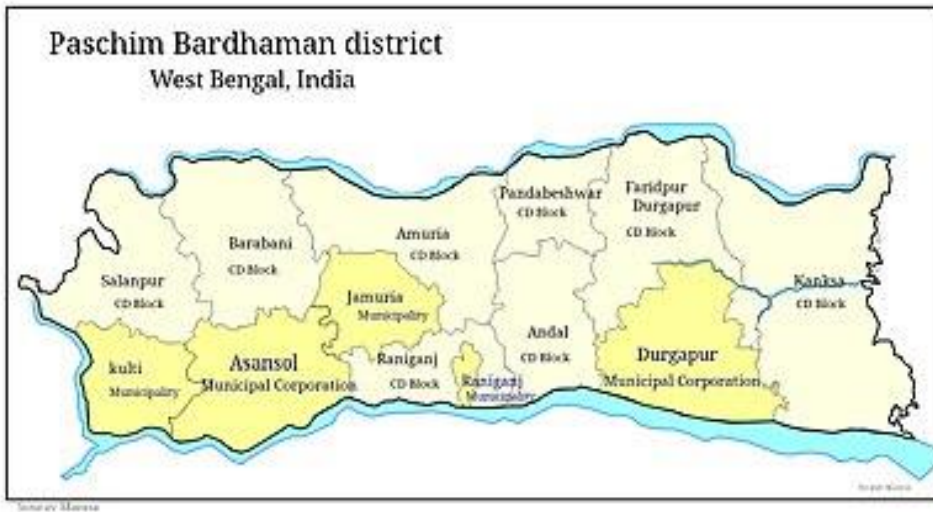 Paschim Bardhaman district
West Bengal, India
Pandabeshwar
CD Block
Faridpur
Durgapur
CD Block
Amuria
CD Block
Barabani
CD Block
Salanpur
CD Block
Kanksa
CD Block
Jamuria
Municipality
Andal
CD Block
Asansol
Municipal Corporation
Raniganj
CD Block
Raniganj
Municipality
Durgapur
Municipal Corporation
kulti
Municipality